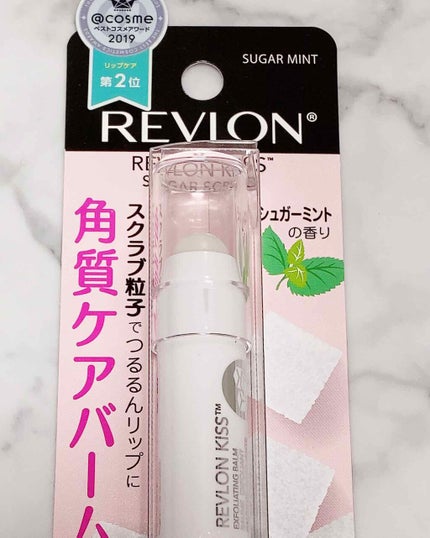 @cosme
ベストコスメアワード
2019
リップケア
第2位
SUGAR MINT
REVLON®
シュガーミント
の香り
角質ケアバーム
スクラブ粒子でつるるんリップに
REVLON KISS™
EXFOLIATING BALM